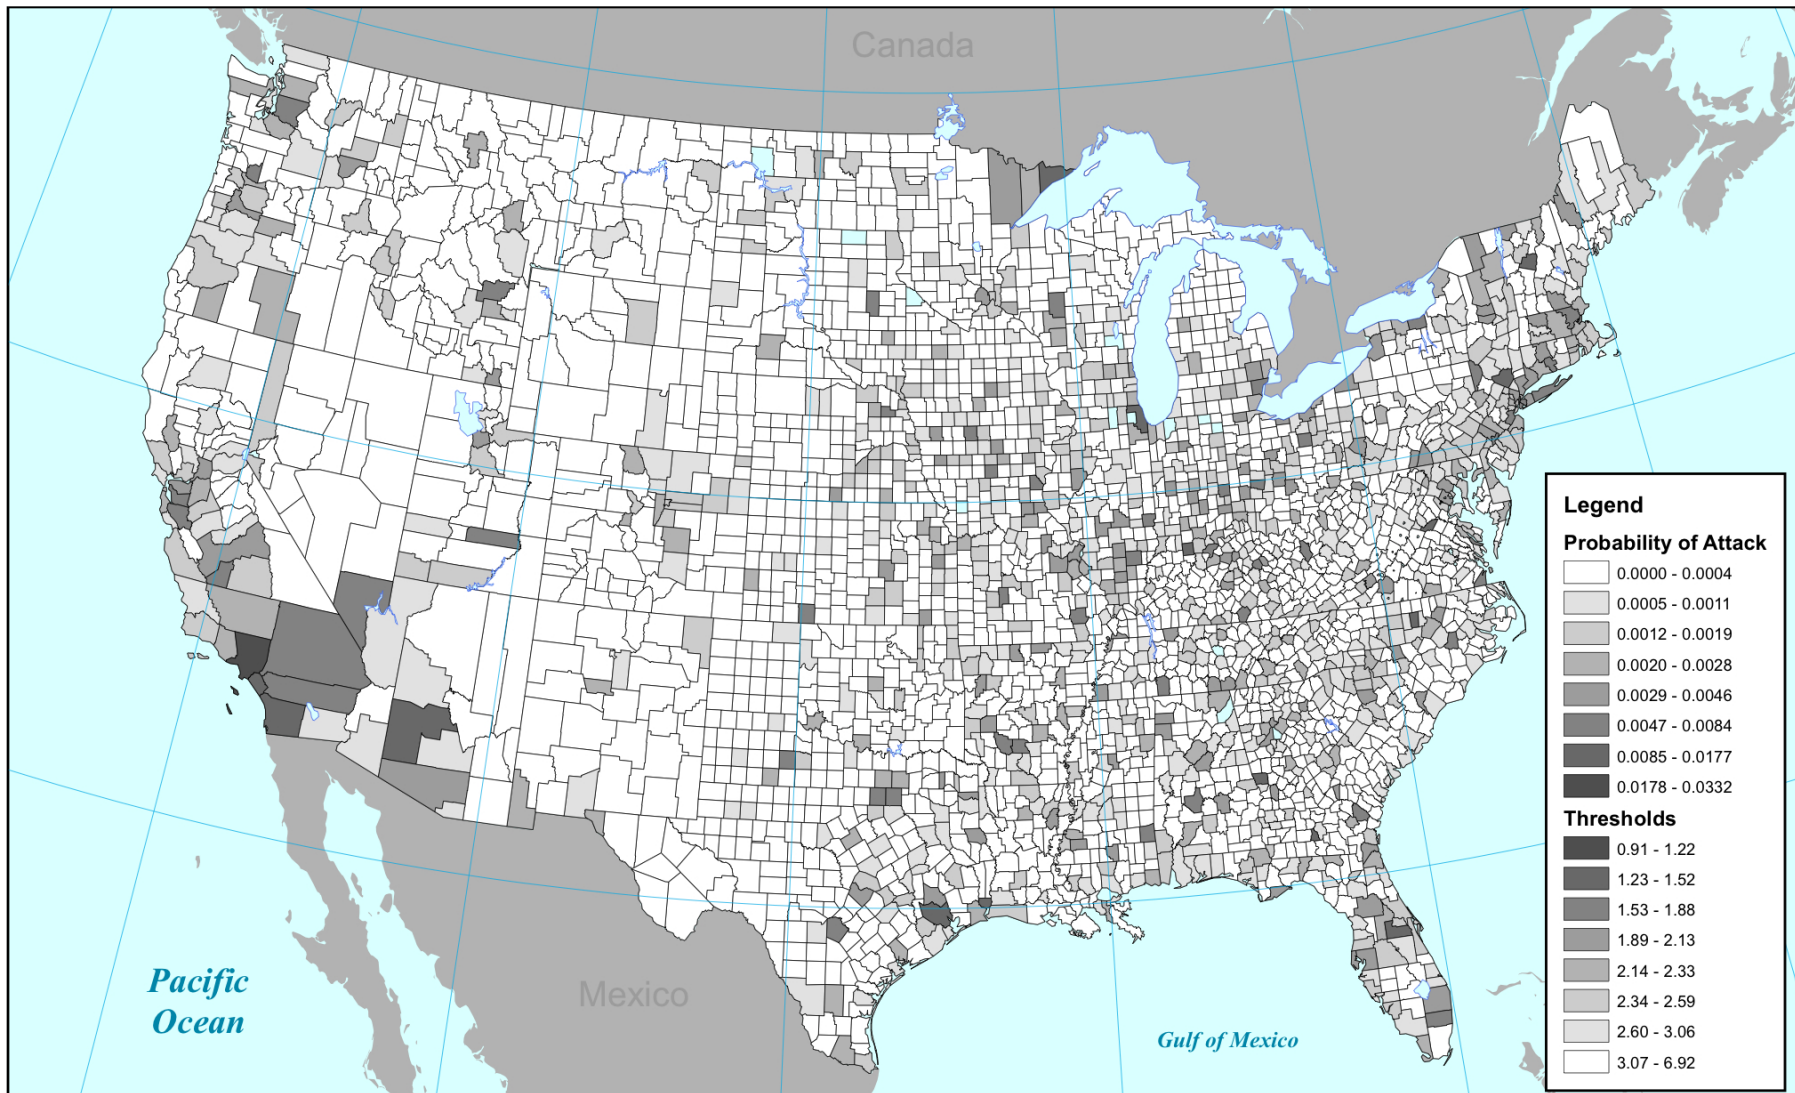 Canada
Legend
Probability of Attack
0.0000 - 0.0004
0.0005 - 0.0011
0.0012 - 0.0019
0.0020 - 0.0028
0.0029 - 0.0046
0.0047 - 0.0084
0.0085 - 0.0177
0.0178 - 0.0332
Thresholds
0.91 - 1.22
1.23 - 1.52
1.53 - 1.88
1.89 - 2.13
2.14 - 2.33
2.34 - 2.59
2.60 - 3.06
3.07 - 6.92
Pacific
Ocean
Mexico
Gulf of Mexico